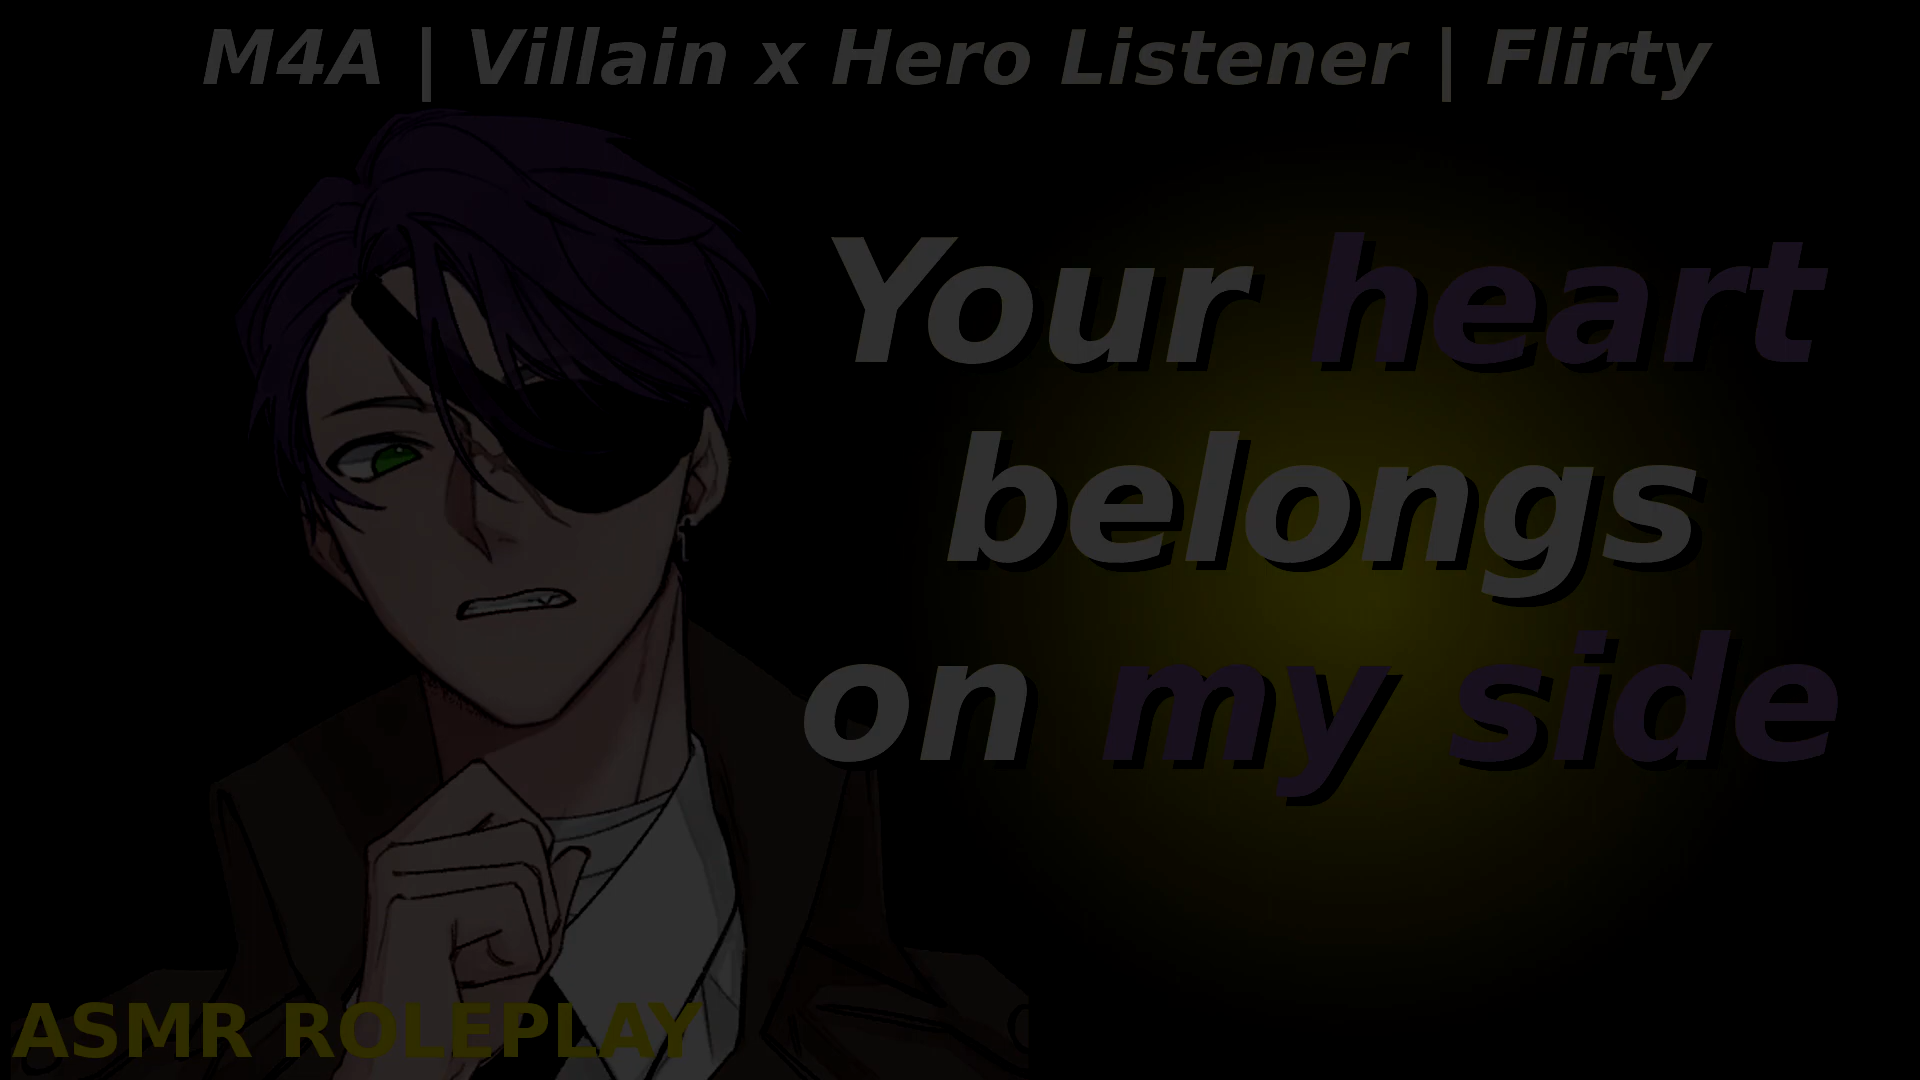 M4A | Villain x Hero Listener | Flirty
Your heart
belongs
on my side
ASMR ROLEPLAY